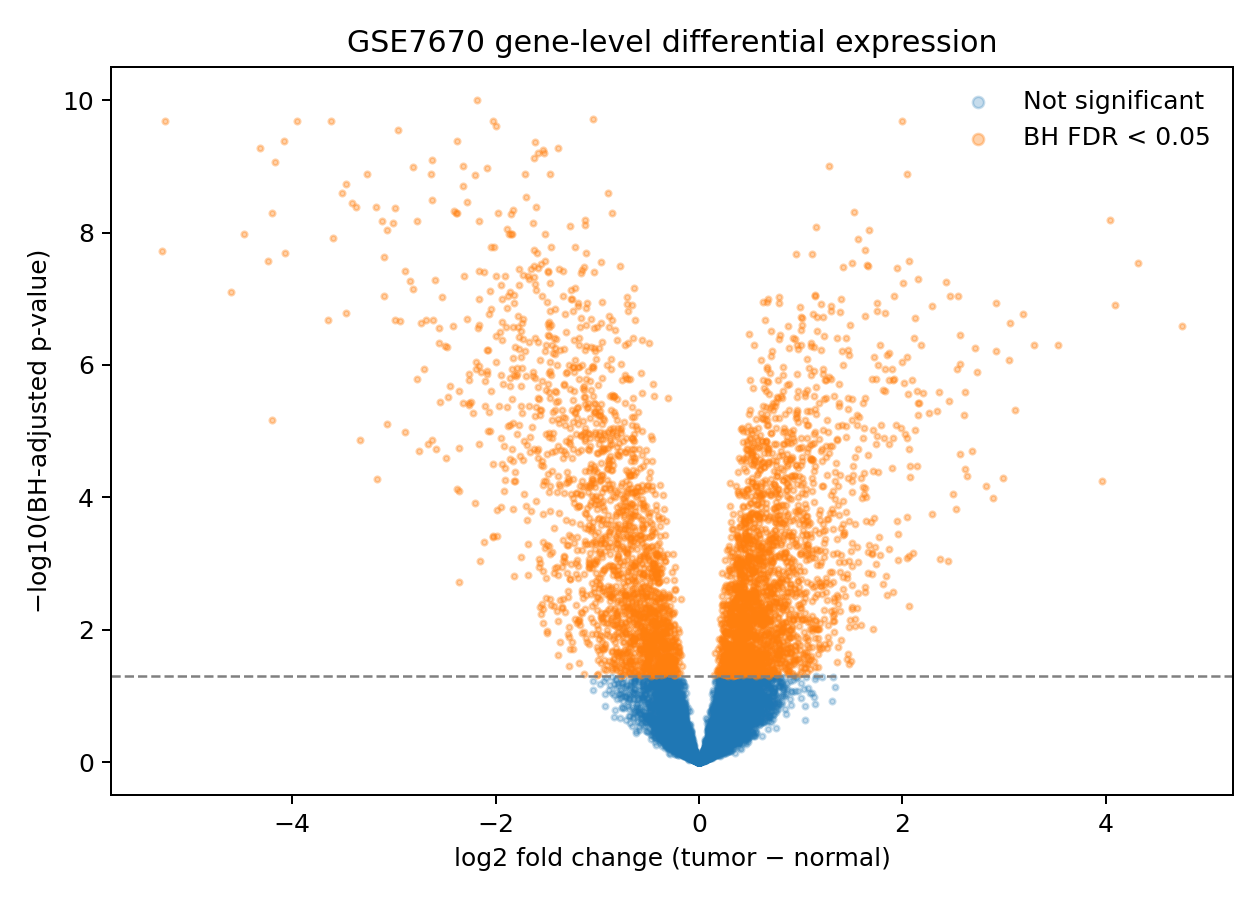 GSE7670 gene-level differential expression
Not significant
BH FDR < 0.05
−log10(BH-adjusted p-value)
10
8
6
4
2
0
−4
−2
0
2
4
log2 fold change (tumor − normal)